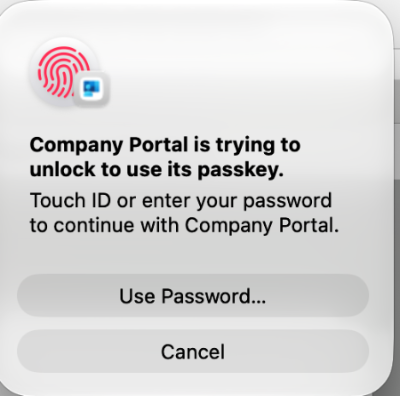 Company Portal is trying to
unlock to use its passkey.
Touch ID or enter your password
to continue with Company Portal.
Use Password...
Cancel